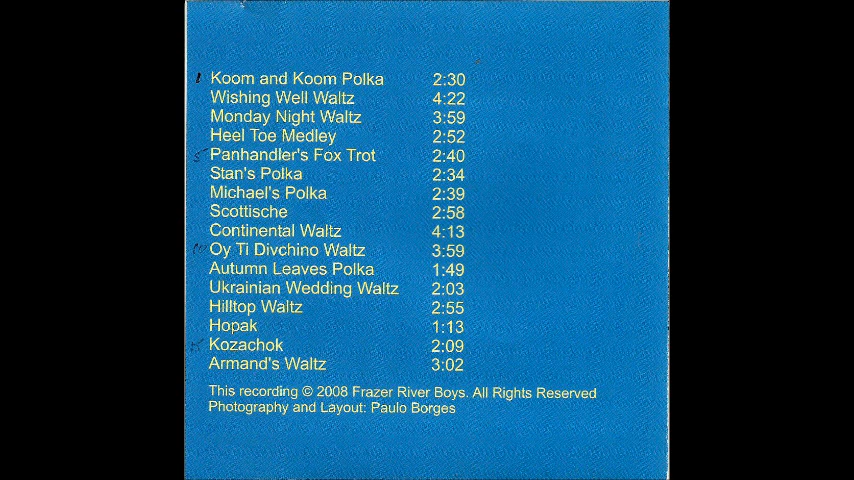 1 Koom and Koom Polka 2:30
Wishing Well Waltz 4:22
Monday Night Waltz 3:59
Heel Toe Medley 2:52
5 Panhandler's Fox Trot 2:40
Stan's Polka 2:34
Michael's Polka 2:39
Scottische 2:58
Continental Waltz 4:13
10 Oy Ti Divchino Waltz 3:59
Autumn Leaves Polka 1:49
Ukrainian Wedding Waltz 2:03
Hilltop Waltz 2:55
Hopak 1:13
15 Kozachok 2:09
Armand's Waltz 3:02
This recording © 2008 Frazer River Boys. All Rights Reserved
Photography and Layout: Paulo Borges